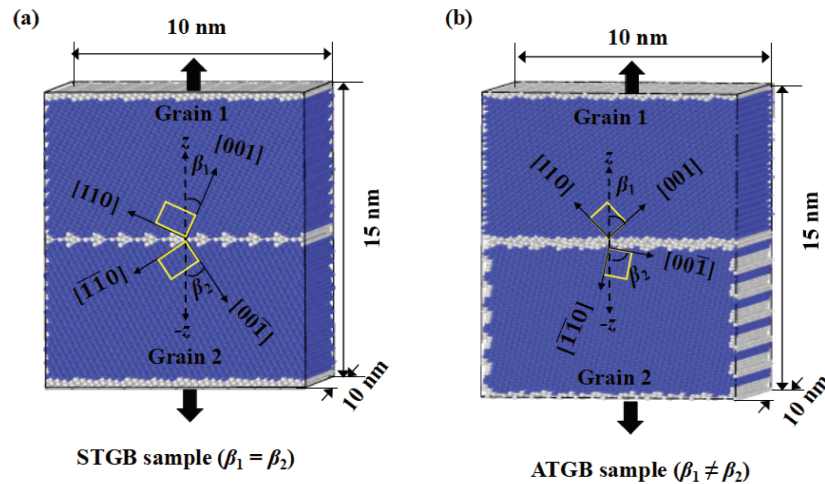 (a)
10 nm
Grain 1
z
β₁
[001]
[110]
[1̅1̅0]
β₂
[001̅]
-z
Grain 2
15 nm
10 nm
STGB sample (β₁ = β₂)
(b)
10 nm
Grain 1
z
β₁
[110]
[001]
[001̅]
β₂
[1̅1̅0]
-z
Grain 2
15 nm
10 nm
ATGB sample (β₁ ≠ β₂)